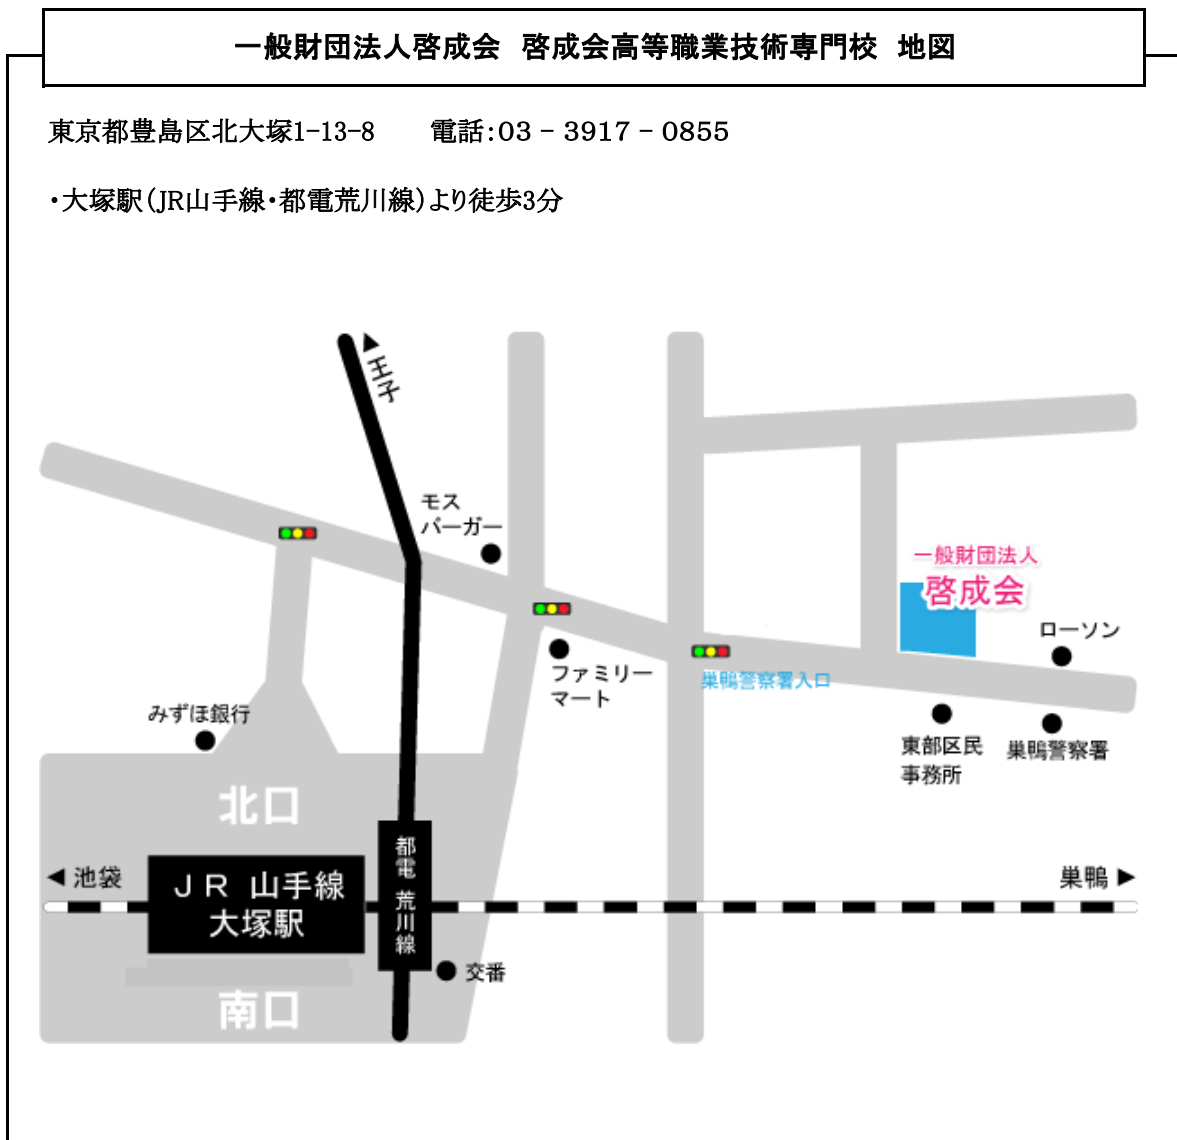 一般財団法人啓成会　啓成会高等職業技術専門校　地図
東京都豊島区北大塚1-13-8　　電話：03－3917－0855
・大塚駅（JR山手線・都電荒川線）より徒歩3分
▲王子
モス
バーガー
一般財団法人
啓成会
ローソン
ファミリー
マート
巣鴨警察署入口
みずほ銀行
東部区民
事務所
巣鴨警察署
北口
◀ 池袋
ＪＲ 山手線
大塚駅
都電 荒川線
巣鴨 ▶
交番
南口